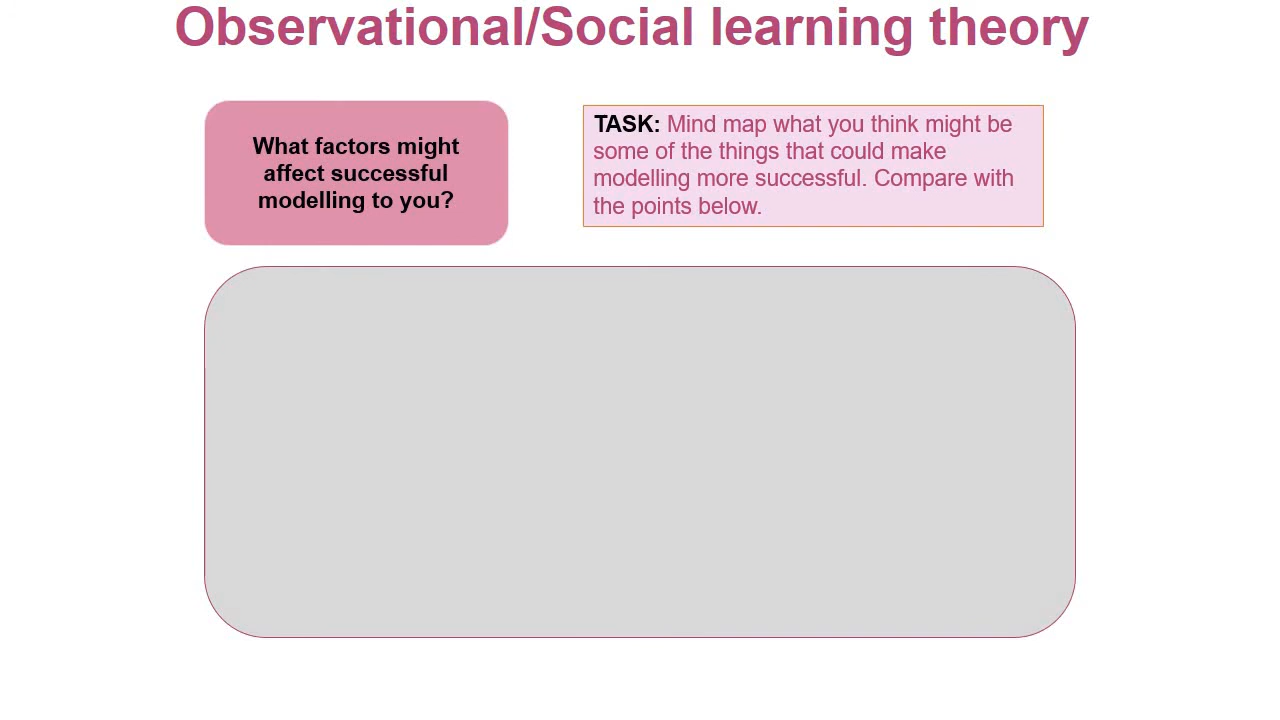 Observational/Social learning theory
What factors might
affect successful
modelling to you?
TASK: Mind map what you think might be
some of the things that could make
modelling more successful. Compare with
the points below.